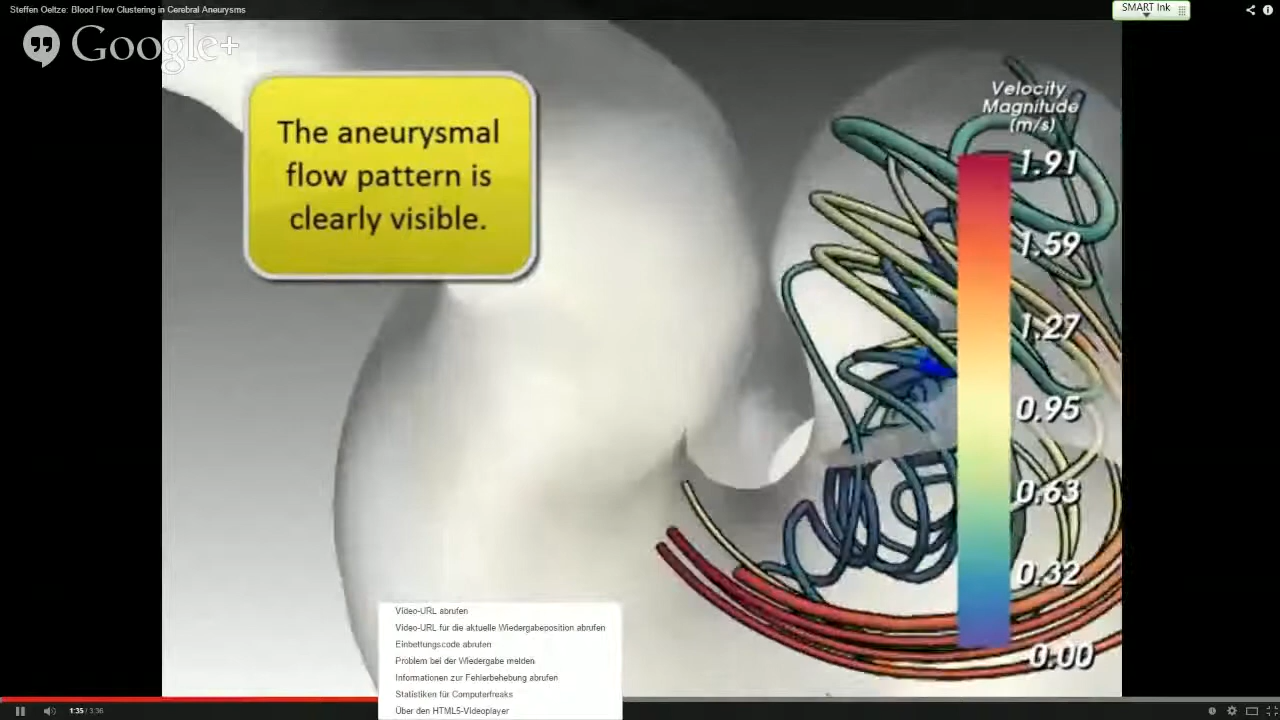 Steffen Oeltze: Blood Flow Clustering in Cerebral Aneurysms
SMART Ink
Google+
The aneurysmal
flow pattern is
clearly visible.
Velocity
Magnitude
(m/s)
1.91
1.59
1.27
0.95
0.63
0.32
0.00
Video-URL abrufen
Video-URL für die aktuelle Wiedergabeposition abrufen
Einbettungscode abrufen
Problem bei der Wiedergabe melden
Informationen zur Fehlerbehebung abrufen
Statistiken für Computerfreaks
Über den HTML5-Videoplayer
1:35 / 3:36